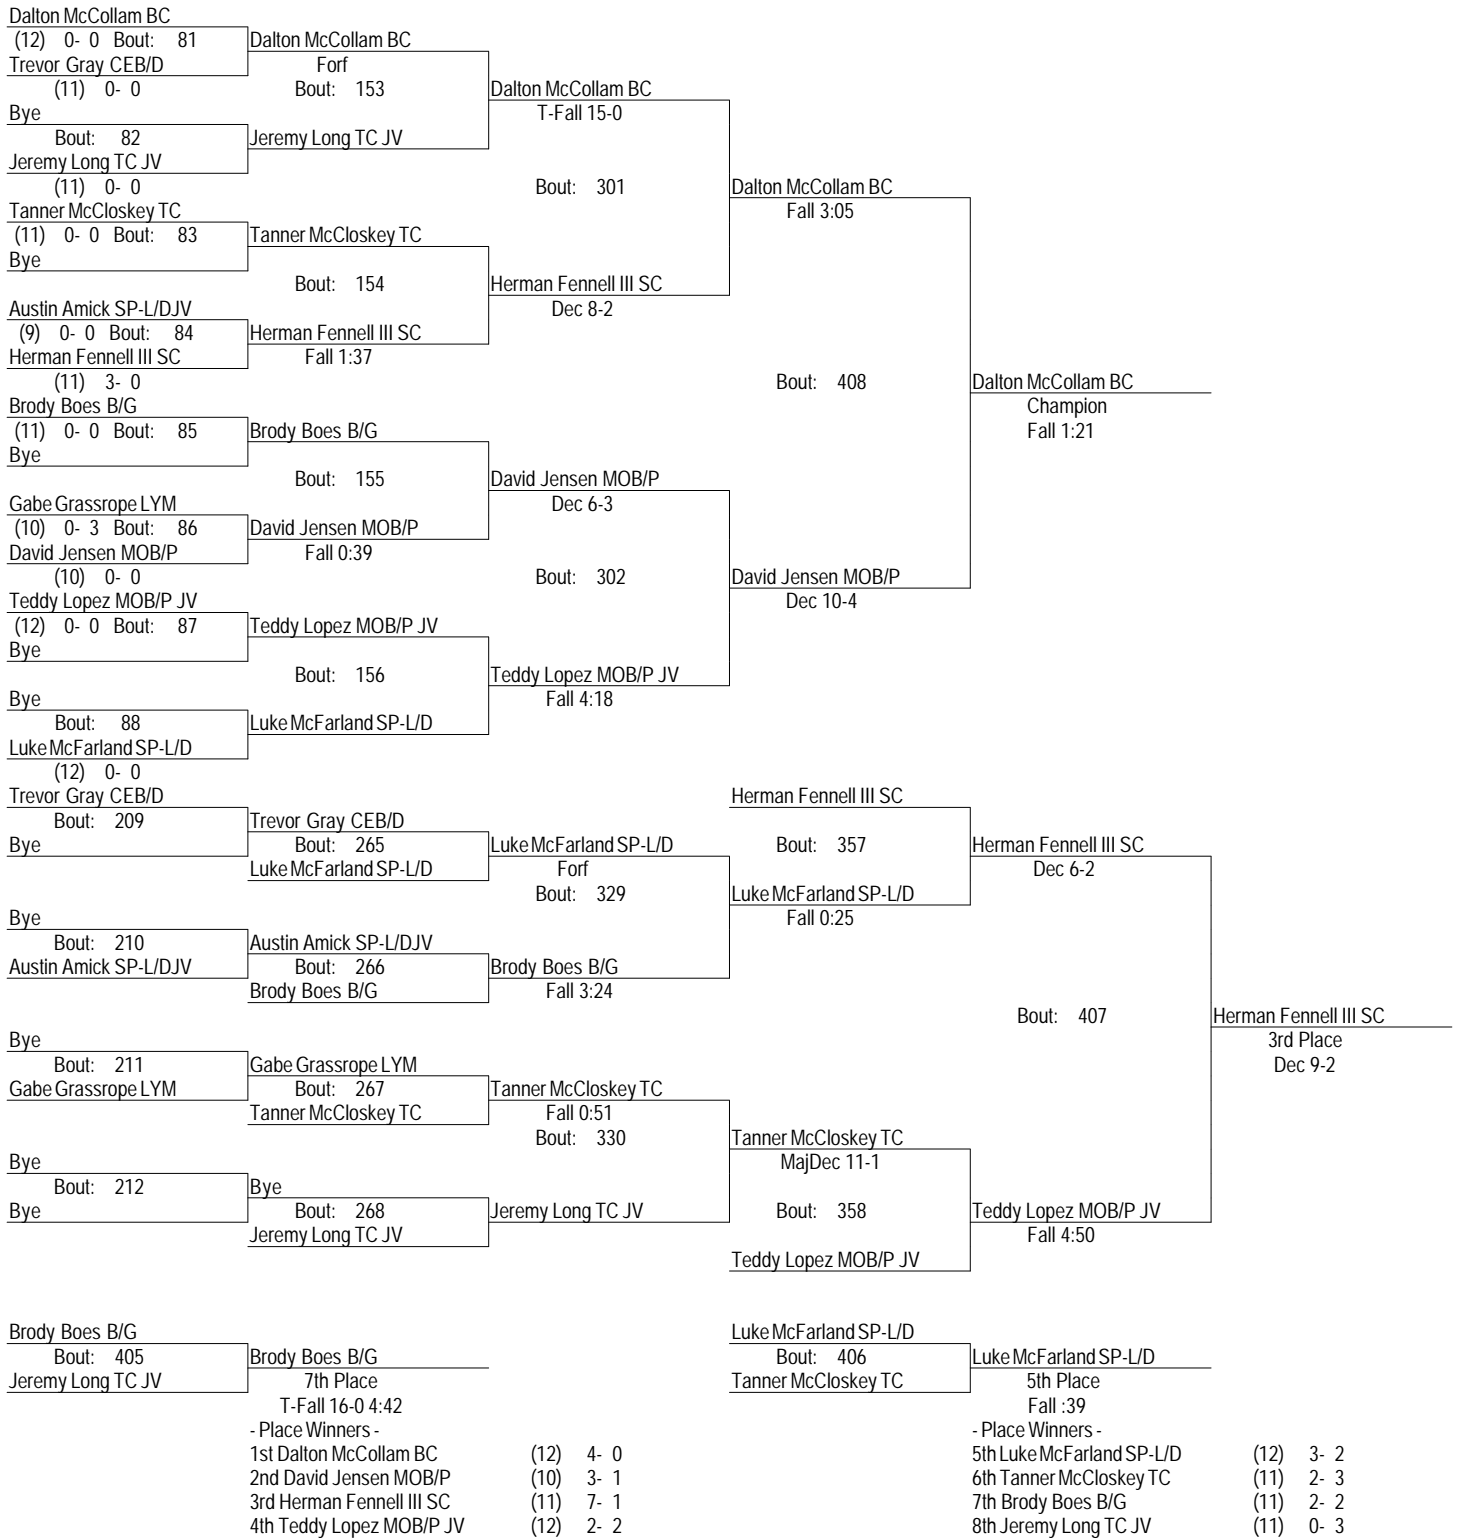 Dalton McCollam BC
(12) 0- 0 Bout: 81 Dalton McCollam BC
Trevor Gray CEB/D Forf
(11) 0- 0 Bout: 153 Dalton McCollam BC
Bye T-Fall 15-0
Bout: 82 Jeremy Long TC JV
Jeremy Long TC JV
(11) 0- 0 Bout: 301 Dalton McCollam BC
Tanner McCloskey TC Fall 3:05
(11) 0- 0 Bout: 83 Tanner McCloskey TC
Bye
Bout: 154 Herman Fennell III SC
Austin Amick SP-L/DJV Dec 8-2
(9) 0- 0 Bout: 84 Herman Fennell III SC
Herman Fennell III SC Fall 1:37
(11) 3- 0 Bout: 408 Dalton McCollam BC
Brody Boes B/G Champion
(11) 0- 0 Bout: 85 Brody Boes B/G Fall 1:21
Bye
Bout: 155 David Jensen MOB/P
Gabe Grassrope LYM Dec 6-3
(10) 0- 3 Bout: 86 David Jensen MOB/P
David Jensen MOB/P Fall 0:39
(10) 0- 0 Bout: 302 David Jensen MOB/P
Teddy Lopez MOB/P JV Dec 10-4
(12) 0- 0 Bout: 87 Teddy Lopez MOB/P JV
Bye
Bout: 156 Teddy Lopez MOB/P JV
Bye Fall 4:18
Bout: 88 Luke McFarland SP-L/D
Luke McFarland SP-L/D
(12) 0- 0
Trevor Gray CEB/D Herman Fennell III SC
Bout: 209 Trevor Gray CEB/D
Bye Bout: 265 Luke McFarland SP-L/D Bout: 357 Herman Fennell III SC
Luke McFarland SP-L/D Forf Dec 6-2
Bout: 329 Luke McFarland SP-L/D
Bye Fall 0:25
Bout: 210 Austin Amick SP-L/DJV
Austin Amick SP-L/DJV Bout: 266 Brody Boes B/G
Brody Boes B/G Fall 3:24
Bout: 407 Herman Fennell III SC
Bye 3rd Place
Bout: 211 Gabe Grassrope LYM Dec 9-2
Gabe Grassrope LYM Bout: 267 Tanner McCloskey TC
Tanner McCloskey TC Fall 0:51
Bout: 330 Tanner McCloskey TC
Bye MajDec 11-1
Bout: 212 Bye
Bye Bout: 268 Jeremy Long TC JV Bout: 358 Teddy Lopez MOB/P JV
Jeremy Long TC JV Fall 4:50
Teddy Lopez MOB/P JV
Brody Boes B/G Luke McFarland SP-L/D
Bout: 405 Brody Boes B/G Bout: 406 Luke McFarland SP-L/D
Jeremy Long TC JV 7th Place Tanner McCloskey TC 5th Place
T-Fall 16-0 4:42 Fall :39
- Place Winners - - Place Winners -
1st Dalton McCollam BC (12) 4- 0 5th Luke McFarland SP-L/D (12) 3- 2
2nd David Jensen MOB/P (10) 3- 1 6th Tanner McCloskey TC (11) 2- 3
3rd Herman Fennell III SC (11) 7- 1 7th Brody Boes B/G (11) 2- 2
4th Teddy Lopez MOB/P JV (12) 2- 2 8th Jeremy Long TC JV (11) 0- 3